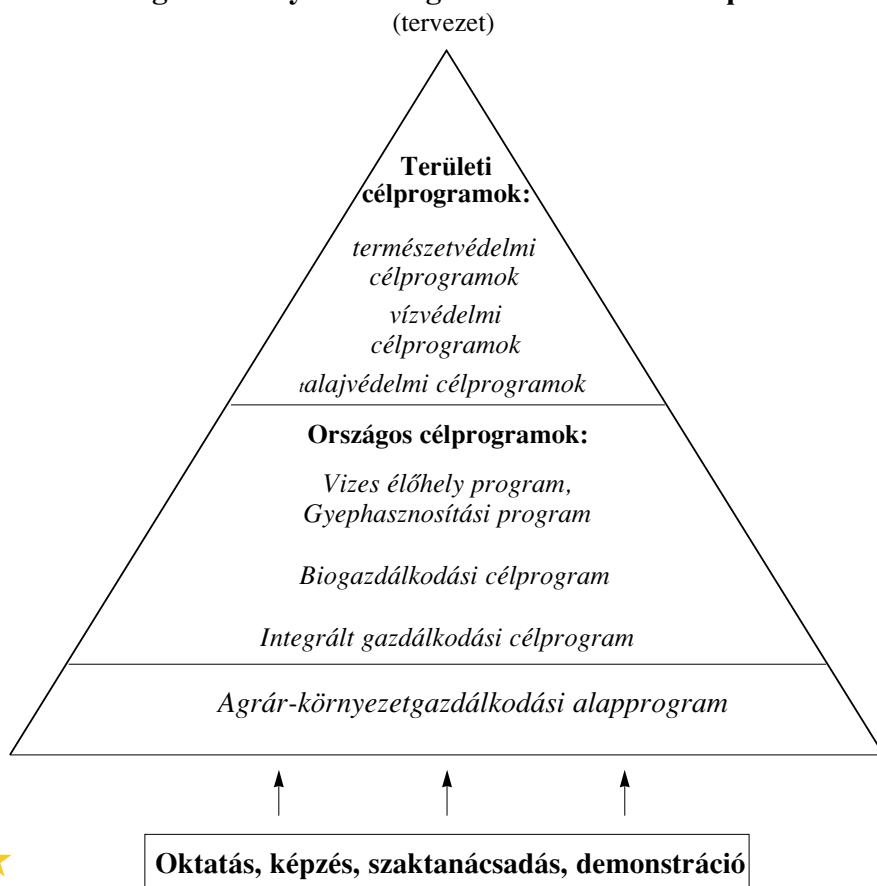 (tervezet)
Területi
célprogramok:
természetvédelmi
célprogramok
vízvédelmi
célprogramok
talajvédelmi célprogramok
Országos célprogramok:
Vizes élőhely program,
Gyephasznosítási program
Biogazdálkodási célprogram
Integrált gazdálkodási célprogram
Agrár-környezetgazdálkodási alapprogram
Oktatás, képzés, szaktanácsadás, demonstráció